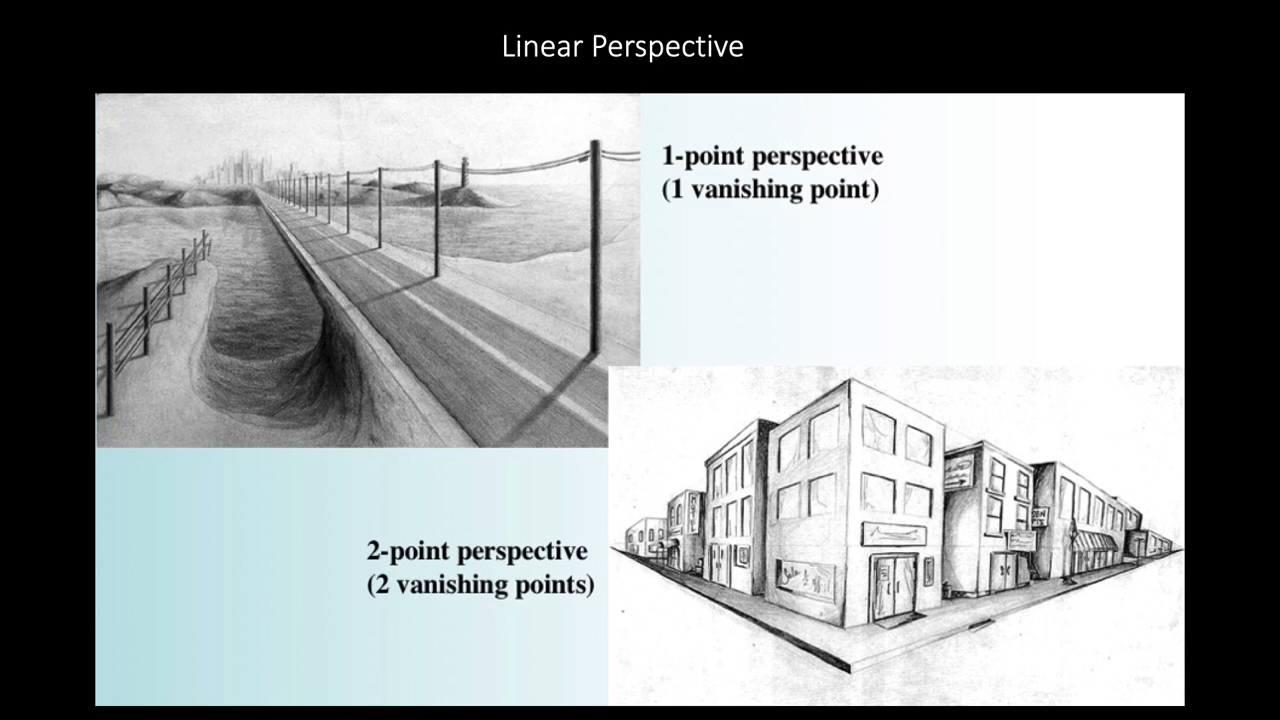 Linear Perspective
1-point perspective
(1 vanishing point)
2-point perspective
(2 vanishing points)